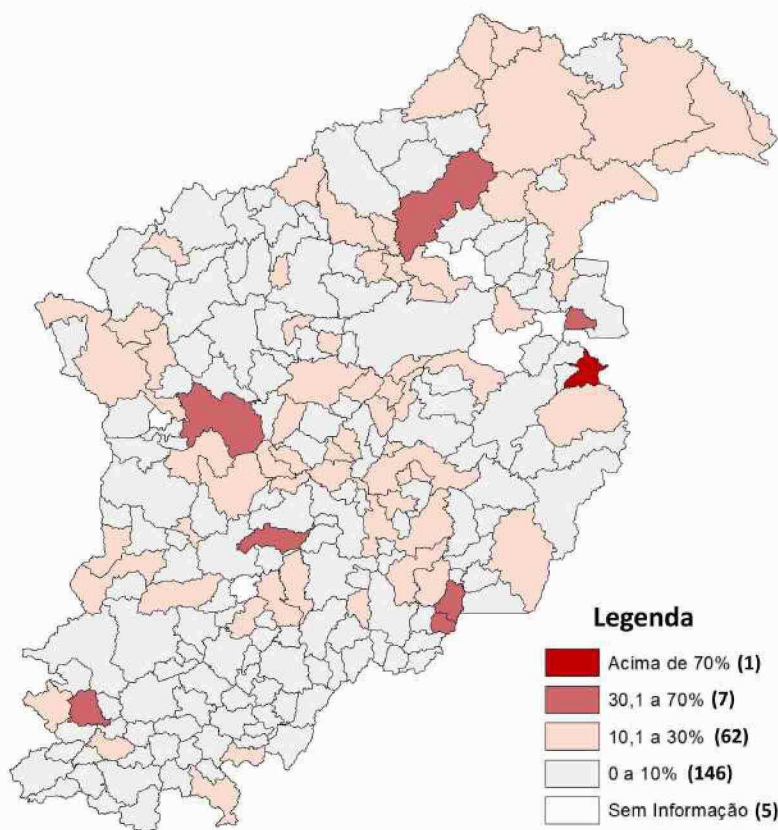 Legenda
Acima de 70% (1)
30,1 a 70% (7)
10,1 a 30% (62)
0 a 10% (146)
Sem Informação (5)